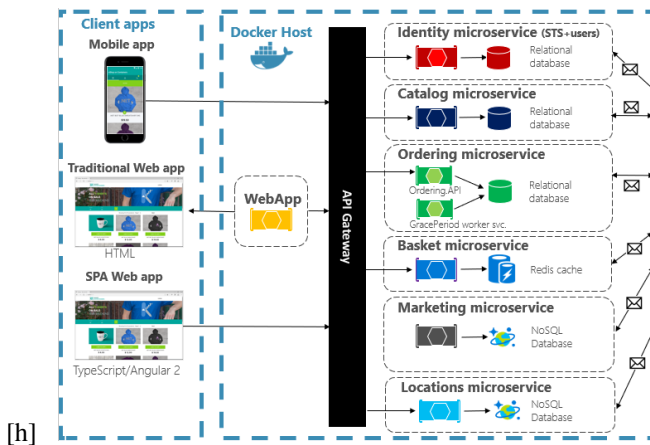 Client apps
Mobile app
Traditional Web app
HTML
SPA Web app
TypeScript/Angular 2
Docker Host
WebApp
API Gateway
Identity microservice (STS+users)
Relational
database
Catalog microservice
Relational
database
Ordering microservice
Ordering.API
Relational
database
GracePeriod worker svc.
Basket microservice
Redis cache
Marketing microservice
NoSQL
Database
Locations microservice
NoSQL
Database
[h]